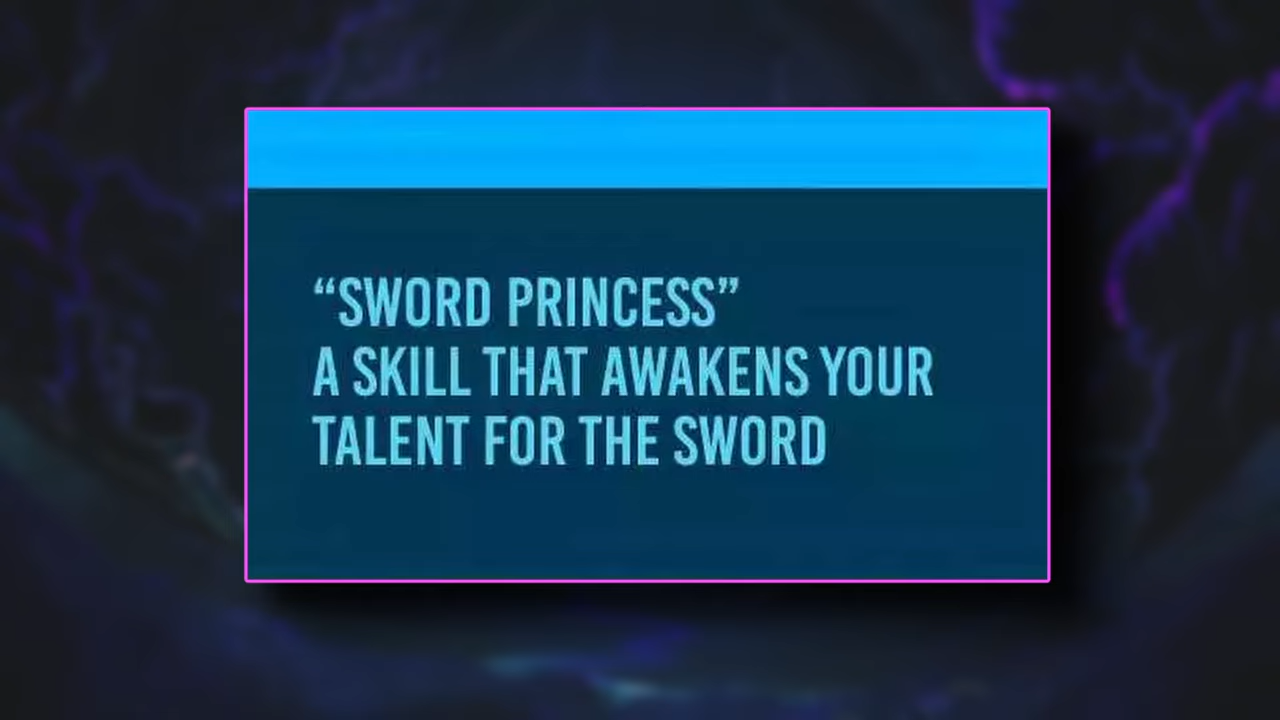 “SWORD PRINCESS”
A SKILL THAT AWAKENS YOUR
TALENT FOR THE SWORD